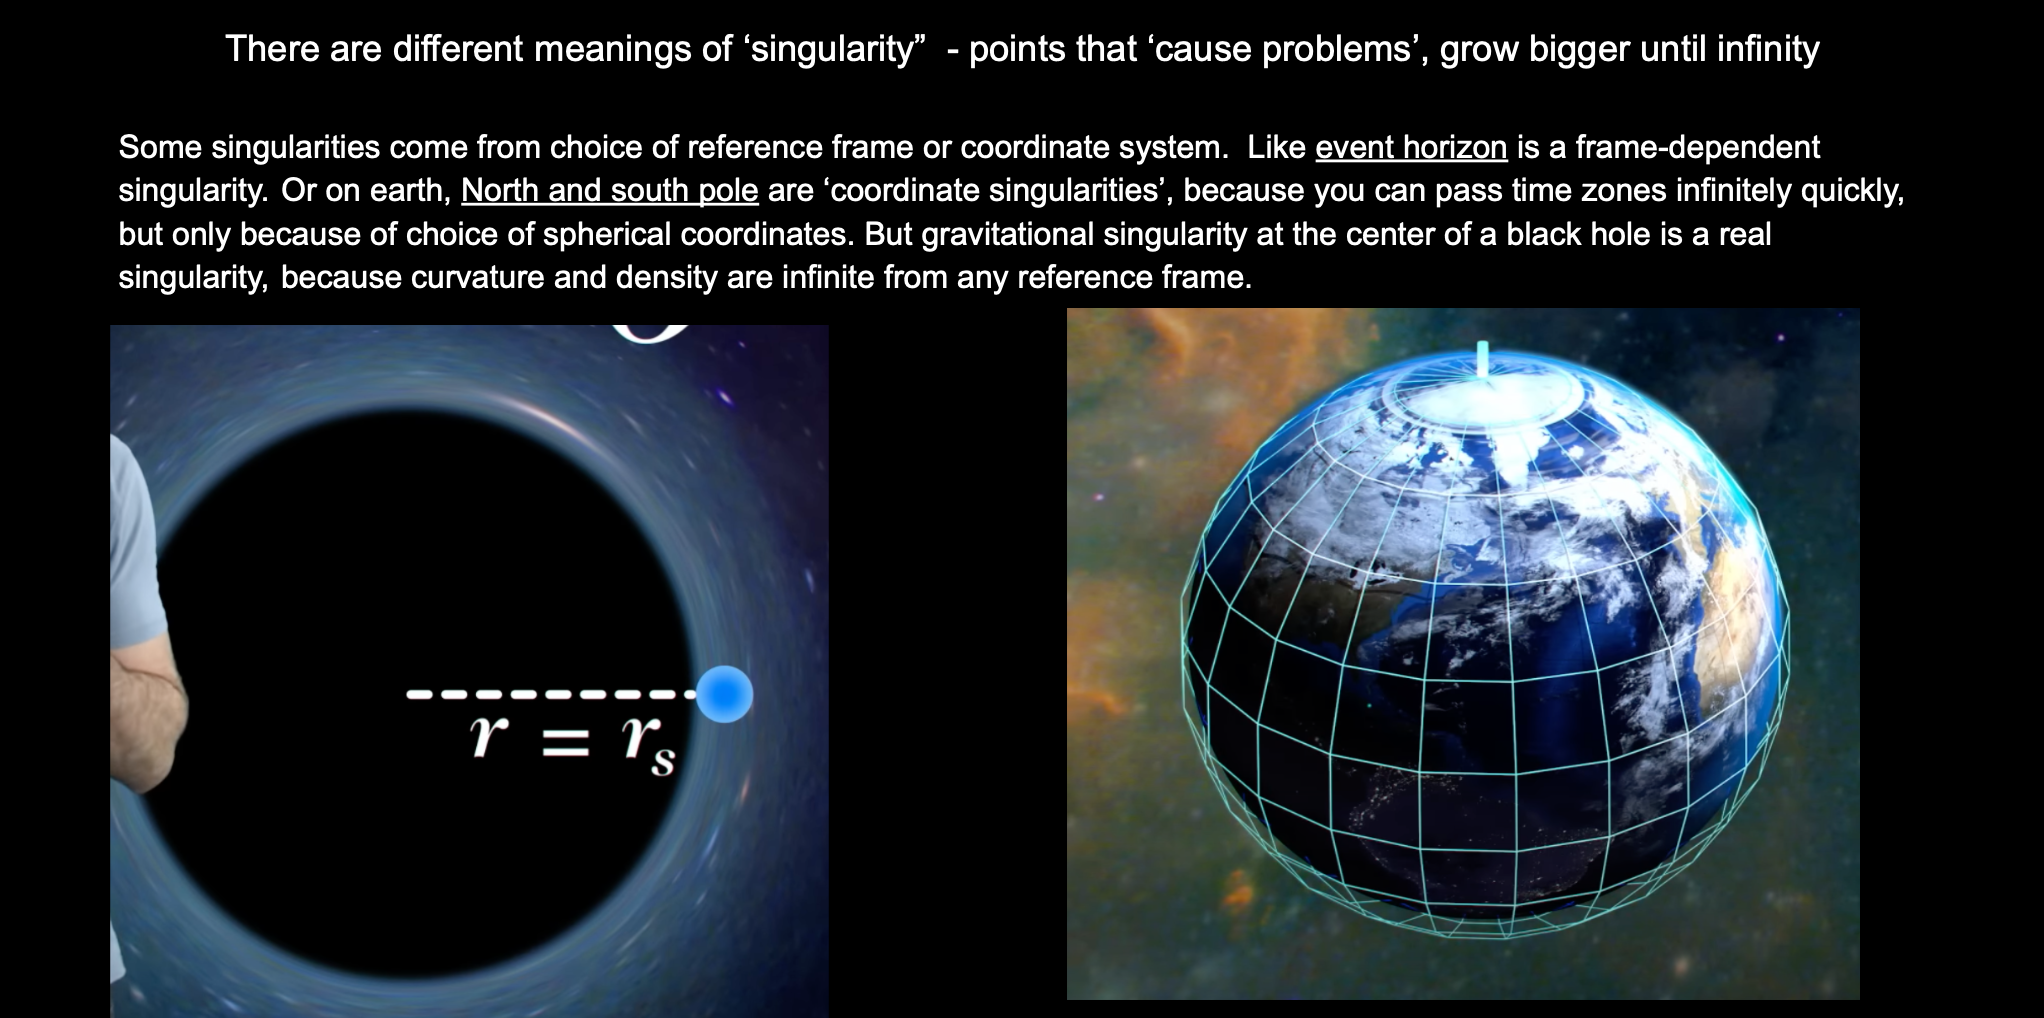 There are different meanings of ‘singularity”  - points that ‘cause problems’, grow bigger until infinity
Some singularities come from choice of reference frame or coordinate system.  Like event horizon is a frame-dependent
singularity. Or on earth, North and south pole are ‘coordinate singularities’, because you can pass time zones infinitely quickly,
but only because of choice of spherical coordinates. But gravitational singularity at the center of a black hole is a real
singularity, because curvature and density are infinite from any reference frame.
r = rs